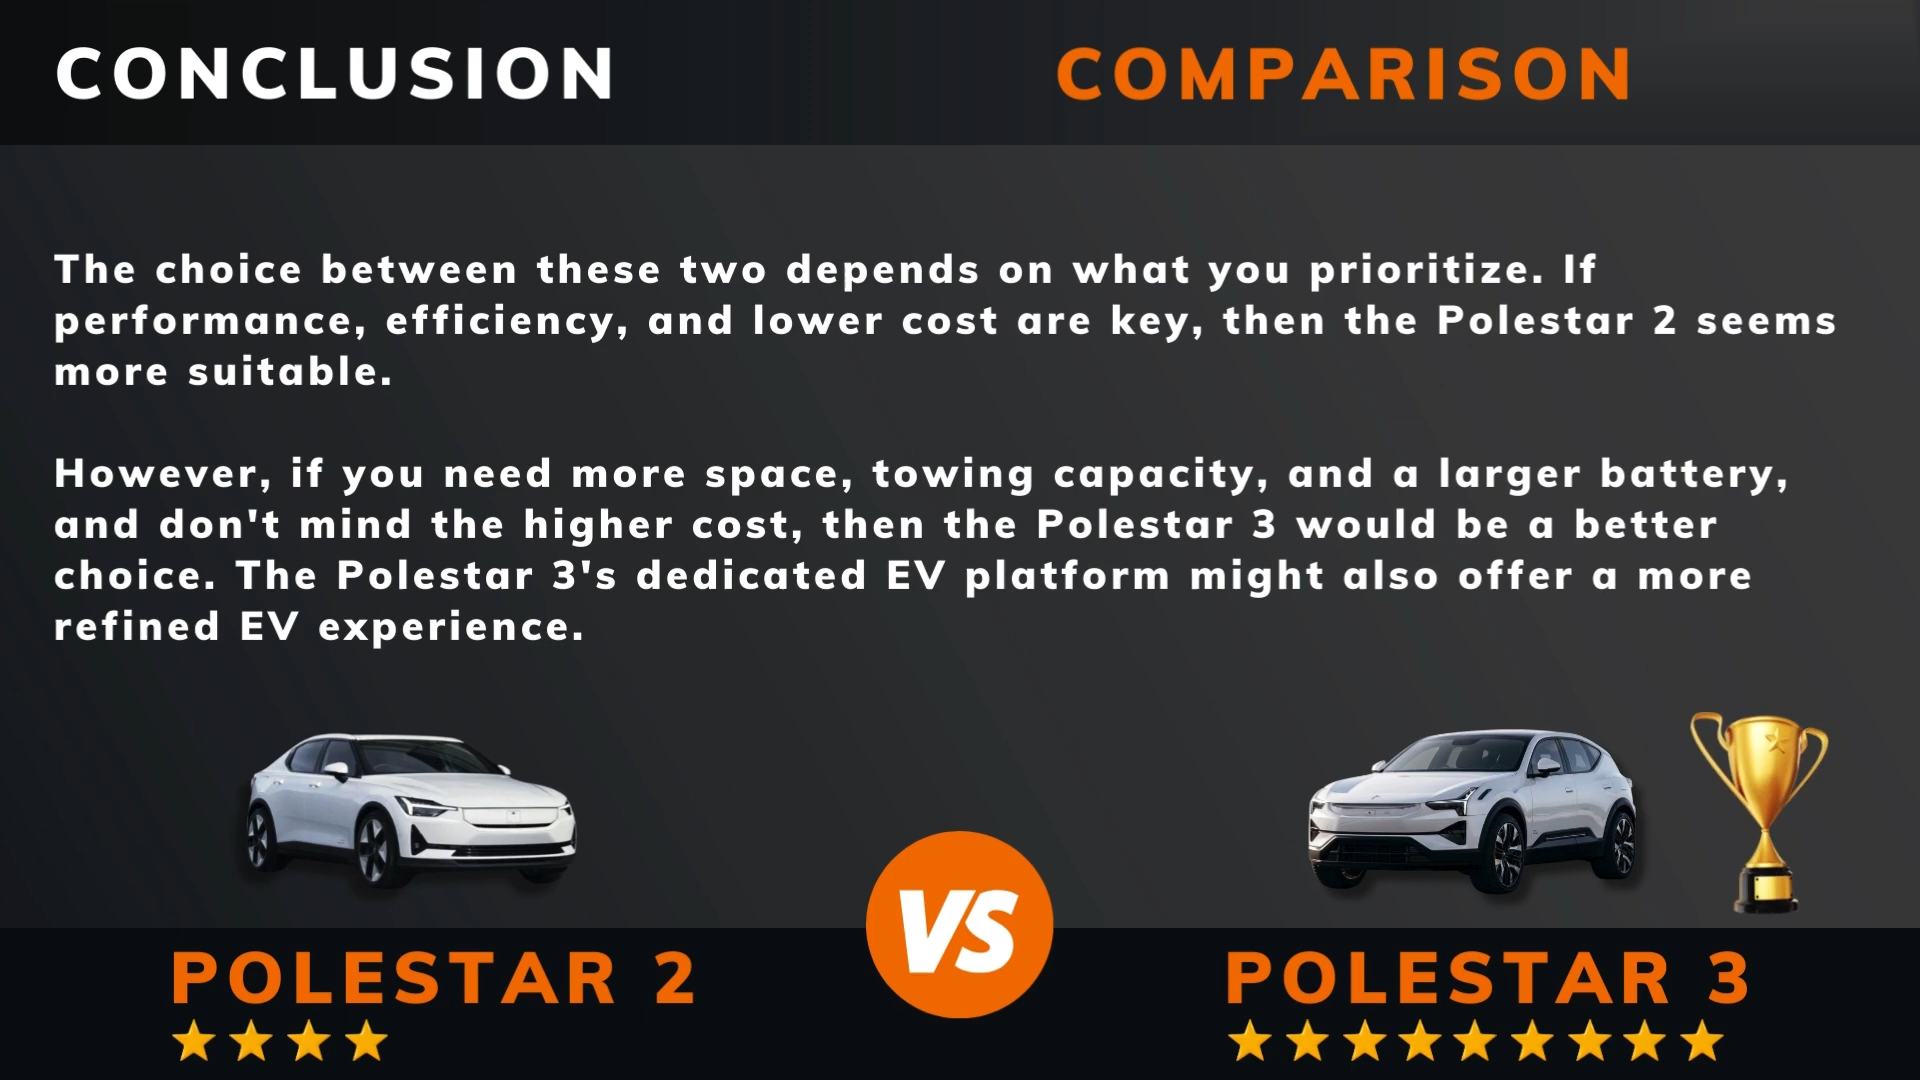 CONCLUSION
COMPARISON
The choice between these two depends on what you prioritize. If
performance, efficiency, and lower cost are key, then the Polestar 2 seems
more suitable.
However, if you need more space, towing capacity, and a larger battery,
and don't mind the higher cost, then the Polestar 3 would be a better
choice. The Polestar 3's dedicated EV platform might also offer a more
refined EV experience.
VS
POLESTAR 2
POLESTAR 3